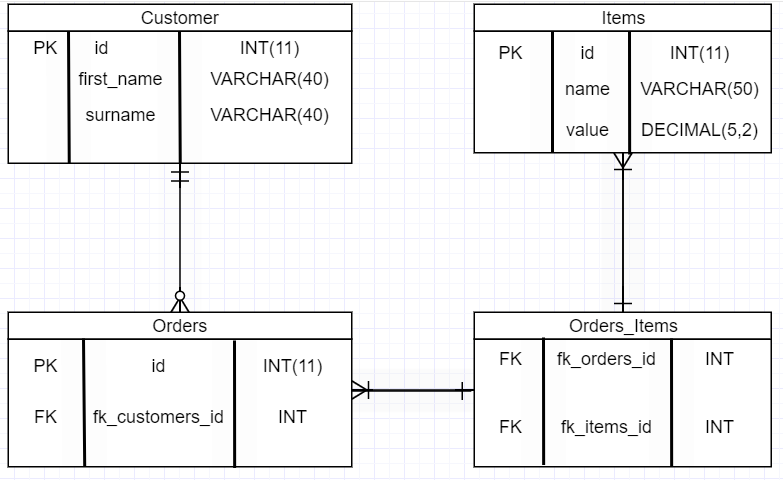 Customer
PK id INT(11)
first_name VARCHAR(40)
surname VARCHAR(40)
Items
PK id INT(11)
name VARCHAR(50)
value DECIMAL(5,2)
Orders
PK id INT(11)
FK fk_customers_id INT
Orders_Items
FK fk_orders_id INT
FK fk_items_id INT